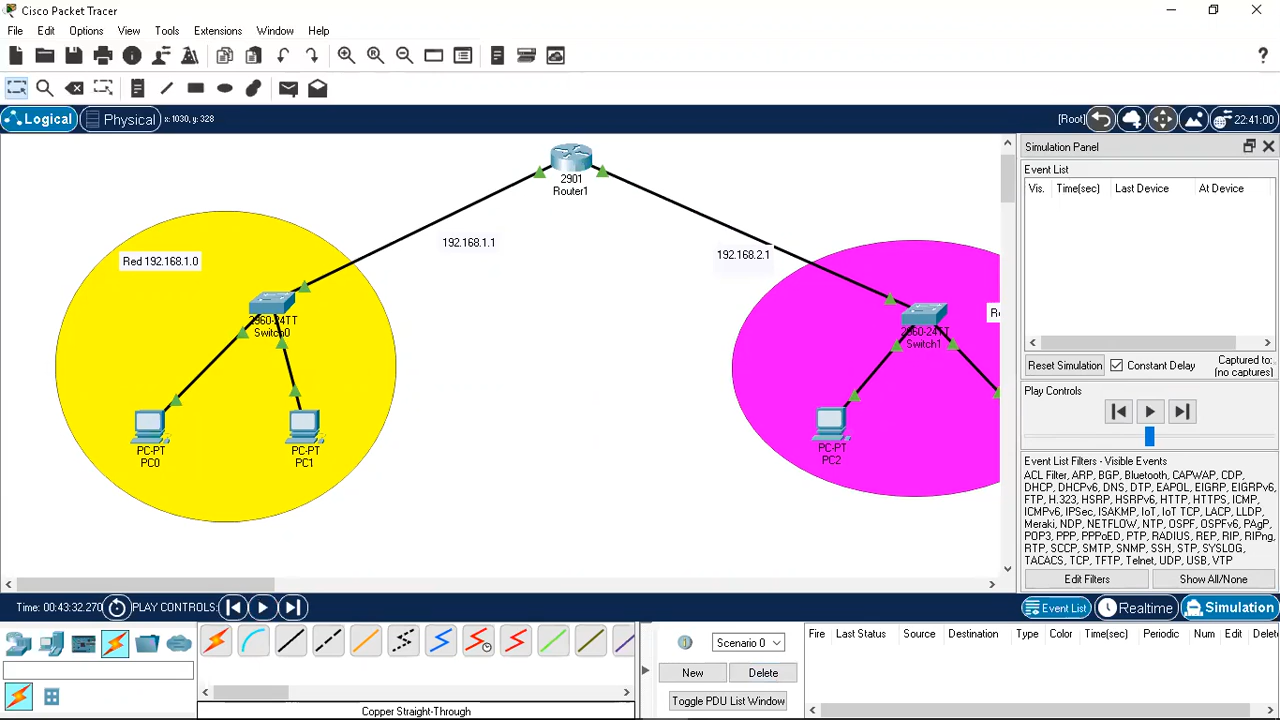 Cisco Packet Tracer
File Edit Options View Tools Extensions Window Help
Logical Physical x: 1030, y: 328 [Root] 22:41:00
2901
Router1
192.168.1.1
192.168.2.1
Red 192.168.1.0
2960-24TT
Switch0
PC-PT
PC0
PC-PT
PC1
2960-24TT
Switch1
PC-PT
PC2
Simulation Panel
Event List
Vis. Time(sec) Last Device At Device
Reset Simulation Constant Delay Captured to:
(no captures)
Play Controls
Event List Filters - Visible Events
ACL Filter, ARP, BGP, Bluetooth, CAPWAP, CDP,
DHCP, DHCPv6, DNS, DTP, EAPOL, EIGRP, EIGRPv6,
FTP, H.323, HSRP, HSRPv6, HTTP, HTTPS, ICMP,
ICMPv6, IPSec, ISAKMP, IoT, IoT TCP, LACP, LLDP,
Meraki, NDP, NETFLOW, NTP, OSPF, OSPFv6, PAgP,
POP3, PPP, PPPoED, PTP, RADIUS, REP, RIP, RIPng,
RTP, SCCP, SMTP, SNMP, SSH, STP, SYSLOG,
TACACS, TCP, TFTP, Telnet, UDP, USB, VTP
Edit Filters Show All/None
Time: 00:43:32.270 PLAY CONTROLS: Event List Realtime Simulation
Scenario 0
New Delete
Toggle PDU List Window
Fire Last Status Source Destination Type Color Time(sec) Periodic Num Edit Delete
Copper Straight-Through